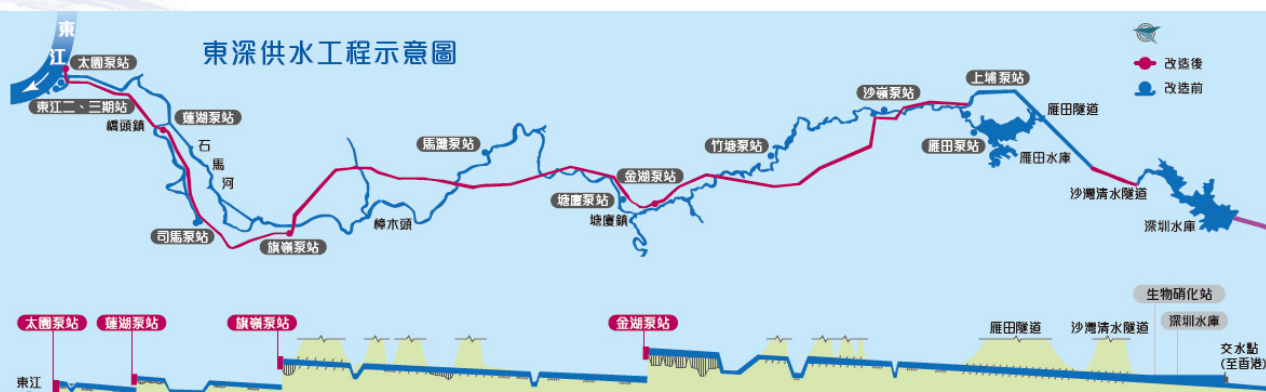 東深供水工程示意圖
東
江
太園泵站
東江二、三期站
橋頭鎮
蓮湖泵站
石
馬
河
司馬泵站
旗嶺泵站
樟木頭
馬灘泵站
塘廈泵站
塘廈鎮
金湖泵站
竹塘泵站
沙嶺泵站
上埔泵站
雁田泵站
雁田隧道
雁田水庫
沙灣清水隧道
深圳水庫
改造後
改造前
太園泵站
蓮湖泵站
旗嶺泵站
金湖泵站
雁田隧道
沙灣清水隧道
生物硝化站
深圳水庫
交水點
(至香港)
東江